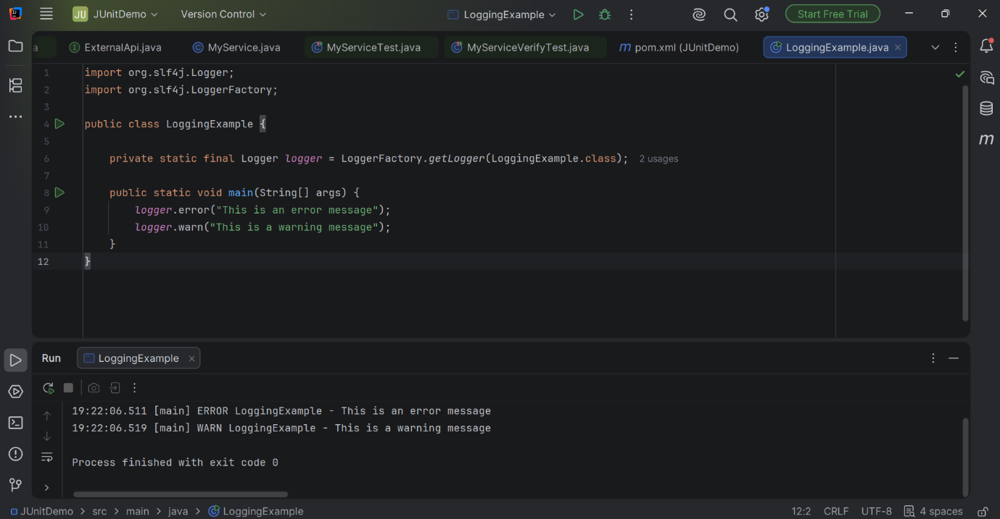 JU JUnitDemo Version Control LoggingExample Start Free Trial
a ExternalApi.java MyService.java MyServiceTest.java MyServiceVerifyTest.java m pom.xml (JUnitDemo) LoggingExample.java
1 import org.slf4j.Logger;
2 import org.slf4j.LoggerFactory;
3
4 public class LoggingExample {
5
6 private static final Logger logger = LoggerFactory.getLogger(LoggingExample.class); 2 usages
7
8 public static void main(String[] args) {
9 logger.error("This is an error message");
10 logger.warn("This is a warning message");
11 }
12 }
Run LoggingExample
19:22:06.511 [main] ERROR LoggingExample - This is an error message
19:22:06.519 [main] WARN LoggingExample - This is a warning message
Process finished with exit code 0
JUnitDemo > src > main > java > LoggingExample 12:2 CRLF UTF-8 4 spaces